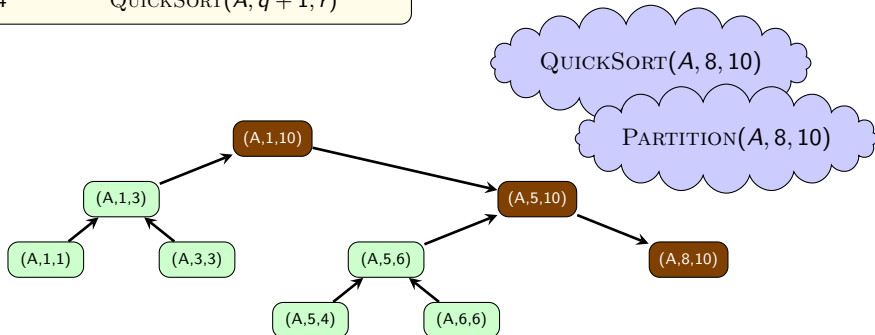 4 QUICKSORT(A, q + 1, r)
QUICKSORT(A, 8, 10)
PARTITION(A, 8, 10)
(A,1,10)
(A,1,3)
(A,5,10)
(A,1,1)
(A,3,3)
(A,5,6)
(A,8,10)
(A,5,4)
(A,6,6)